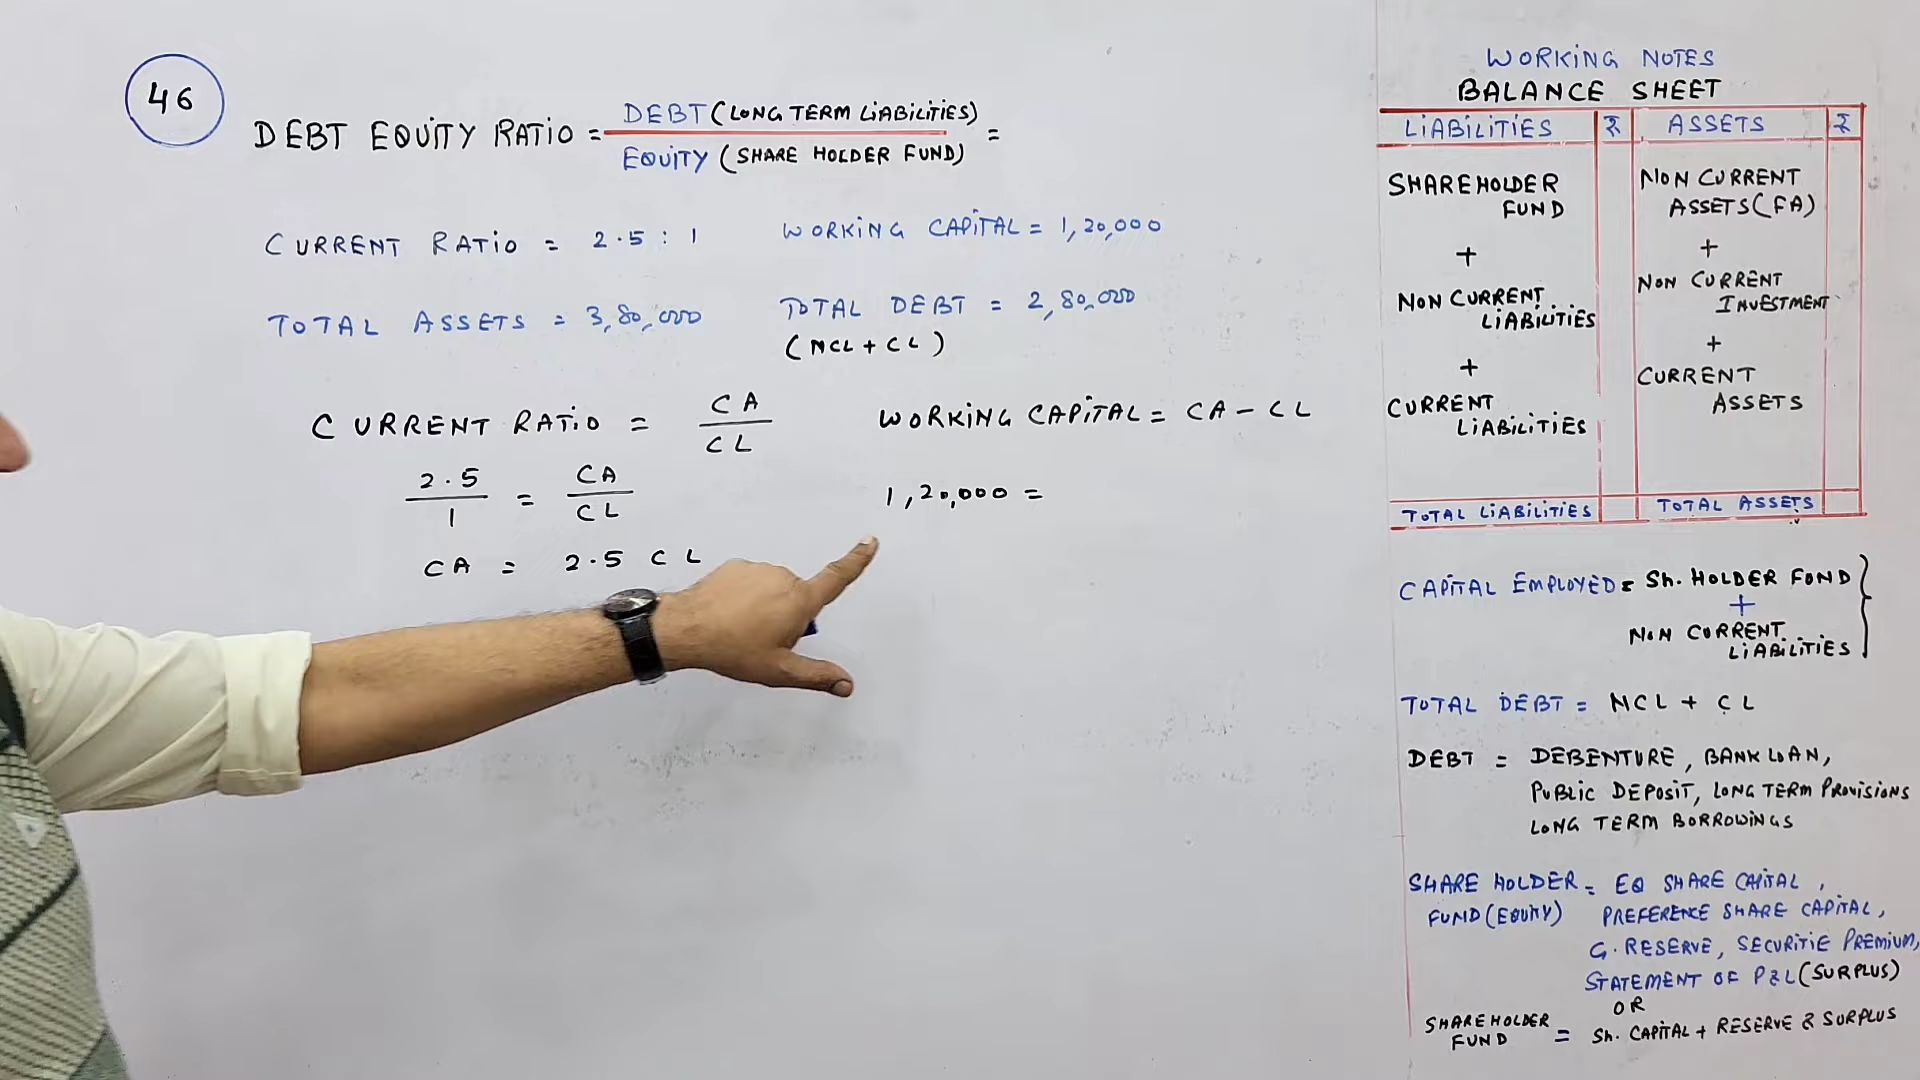 46
DEBT EQUITY RATIO = DEBT (LONG TERM LIABILITIES) =
EQUITY (SHARE HOLDER FUND)
CURRENT RATIO = 2.5 : 1
WORKING CAPITAL = 1,20,000
TOTAL ASSETS = 3,80,000
TOTAL DEBT = 2,80,000
(NCL + CL)
CURRENT RATIO = CA
CL
WORKING CAPITAL = CA - CL
2.5 = CA
1 CL
1,20,000 =
CA = 2.5 CL
WORKING NOTES
BALANCE SHEET
LIABILITIES ₹ ASSETS ₹
SHAREHOLDER
FUND
+
NON CURRENT
LIABILITIES
+
CURRENT
LIABILITIES
NON CURRENT
ASSETS (FA)
+
NON CURRENT
INVESTMENT
+
CURRENT
ASSETS
TOTAL LIABILITIES TOTAL ASSETS
CAPITAL EMPLOYED = Sh. HOLDER FUND
+
NON CURRENT
LIABILITIES
TOTAL DEBT = NCL + CL
DEBT = DEBENTURE, BANK LOAN,
PUBLIC DEPOSIT, LONG TERM PROVISIONS
LONG TERM BORROWINGS
SHARE HOLDER = EQ SHARE CAPITAL,
FUND (EQUITY) PREFERENCE SHARE CAPITAL,
G. RESERVE, SECURITIE PREMIUM,
STATEMENT OF P&L (SURPLUS)
OR
SHAREHOLDER
FUND = Sh. CAPITAL + RESERVE & SURPLUS